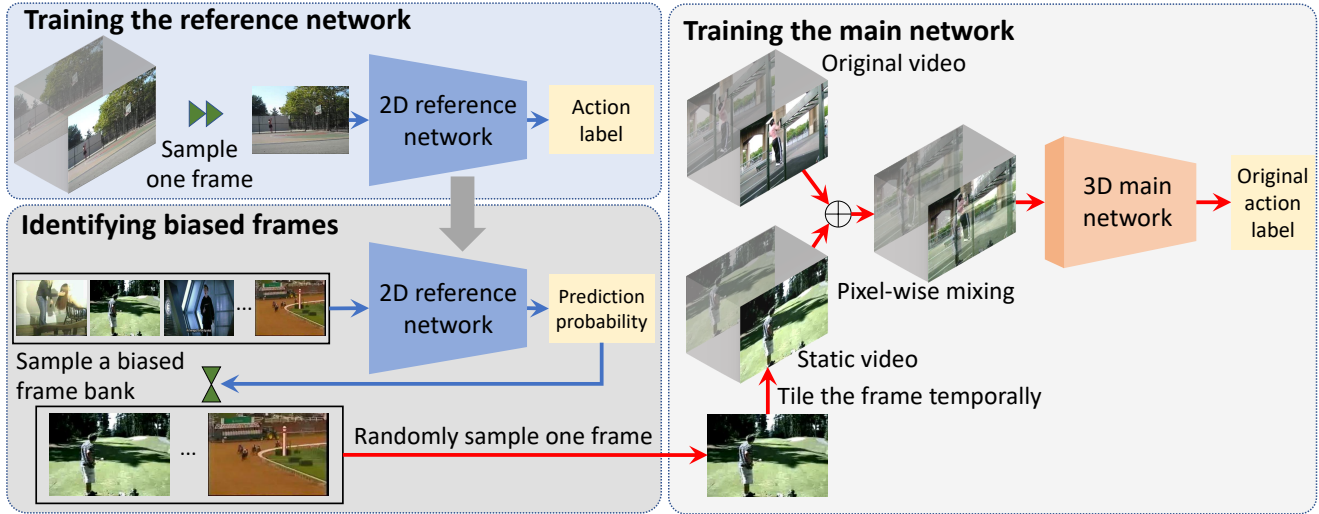 Training the reference network
Sample
one frame
2D reference
network
Action
label
Identifying biased frames
...
2D reference
network
Prediction
probability
Sample a biased
frame bank
...
Randomly sample one frame
Training the main network
Original video
Pixel-wise mixing
3D main
network
Original
action
label
Static video
Tile the frame temporally